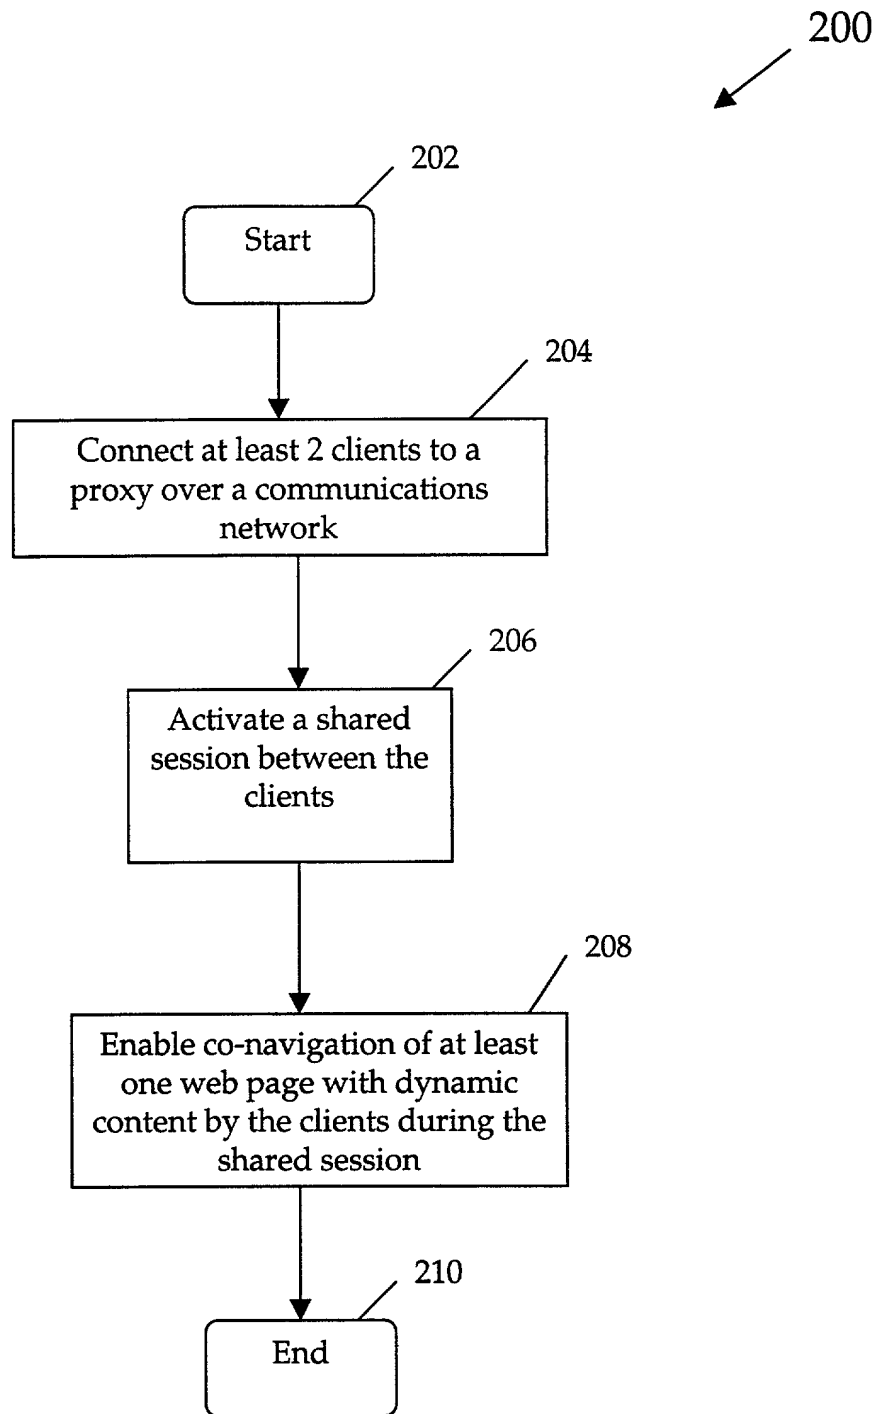 200
202
Start
204
Connect at least 2 clients to a
proxy over a communications
network
206
Activate a shared
session between the
clients
208
Enable co-navigation of at least
one web page with dynamic
content by the clients during the
shared session
210
End